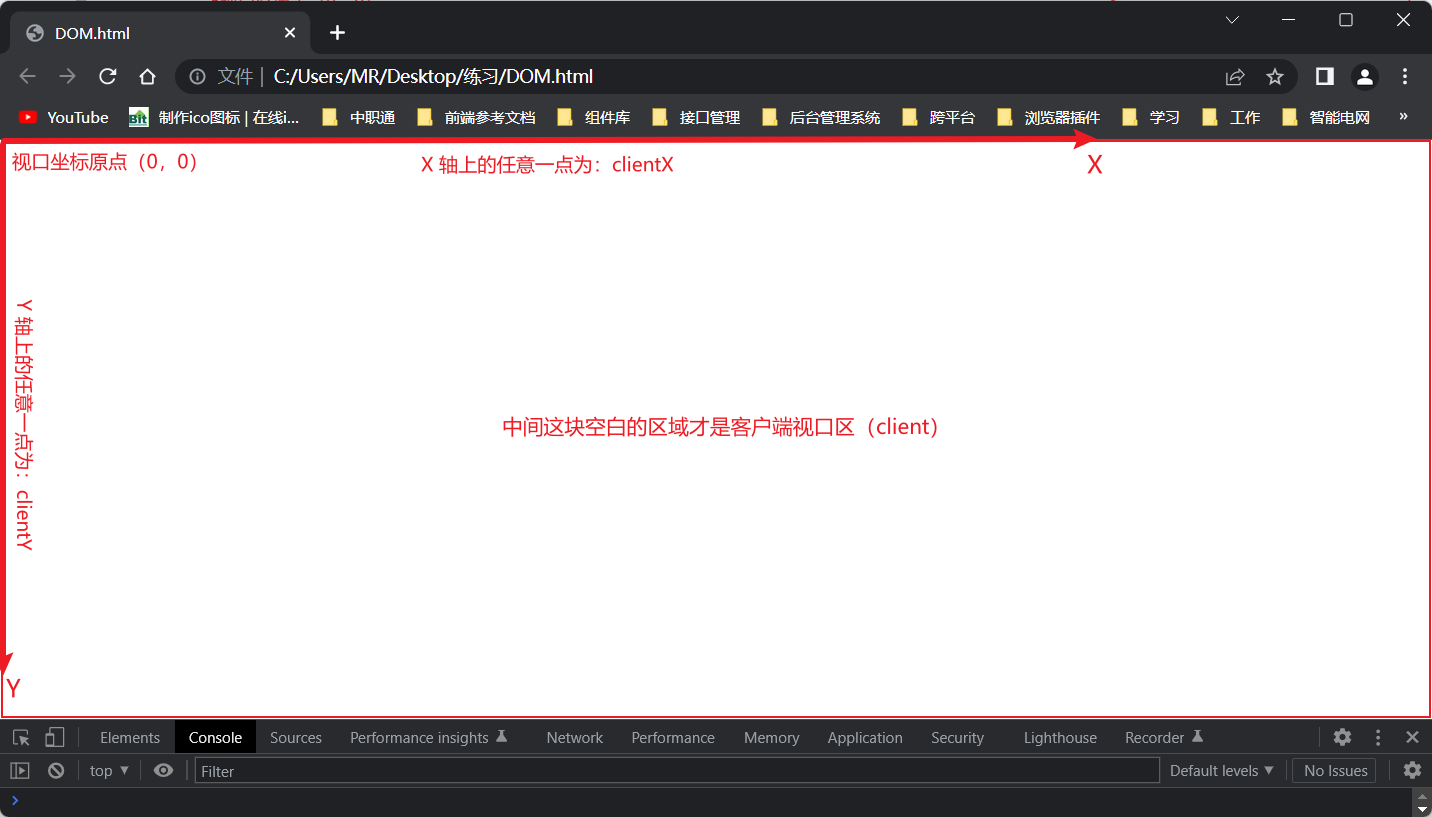 DOM.html
文件 | C:/Users/MR/Desktop/练习/DOM.html
YouTube 制作ico图标 | 在线i... 中职通 前端参考文档 组件库 接口管理 后台管理系统 跨平台 浏览器插件 学习 工作 智能电网 »
视口坐标原点（0，0） X 轴上的任意一点为：clientX X
Y 轴上的任意一点为：clientY
中间这块空白的区域才是客户端视口区（client）
Y
Elements Console Sources Performance insights Network Performance Memory Application Security Lighthouse Recorder
top Filter Default levels No Issues